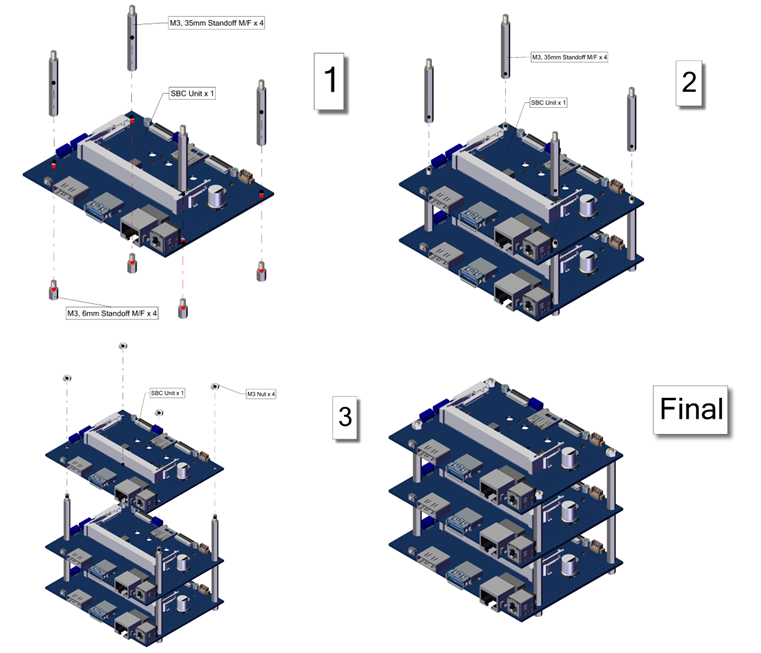 M3, 35mm Standoff M/F x 4
SBC Unit x 1
1
M3, 6mm Standoff M/F x 4
M3, 35mm Standoff M/F x 4
SBC Unit x 1
2
SBC Unit x 1
M3 Nut x 4
3
Final